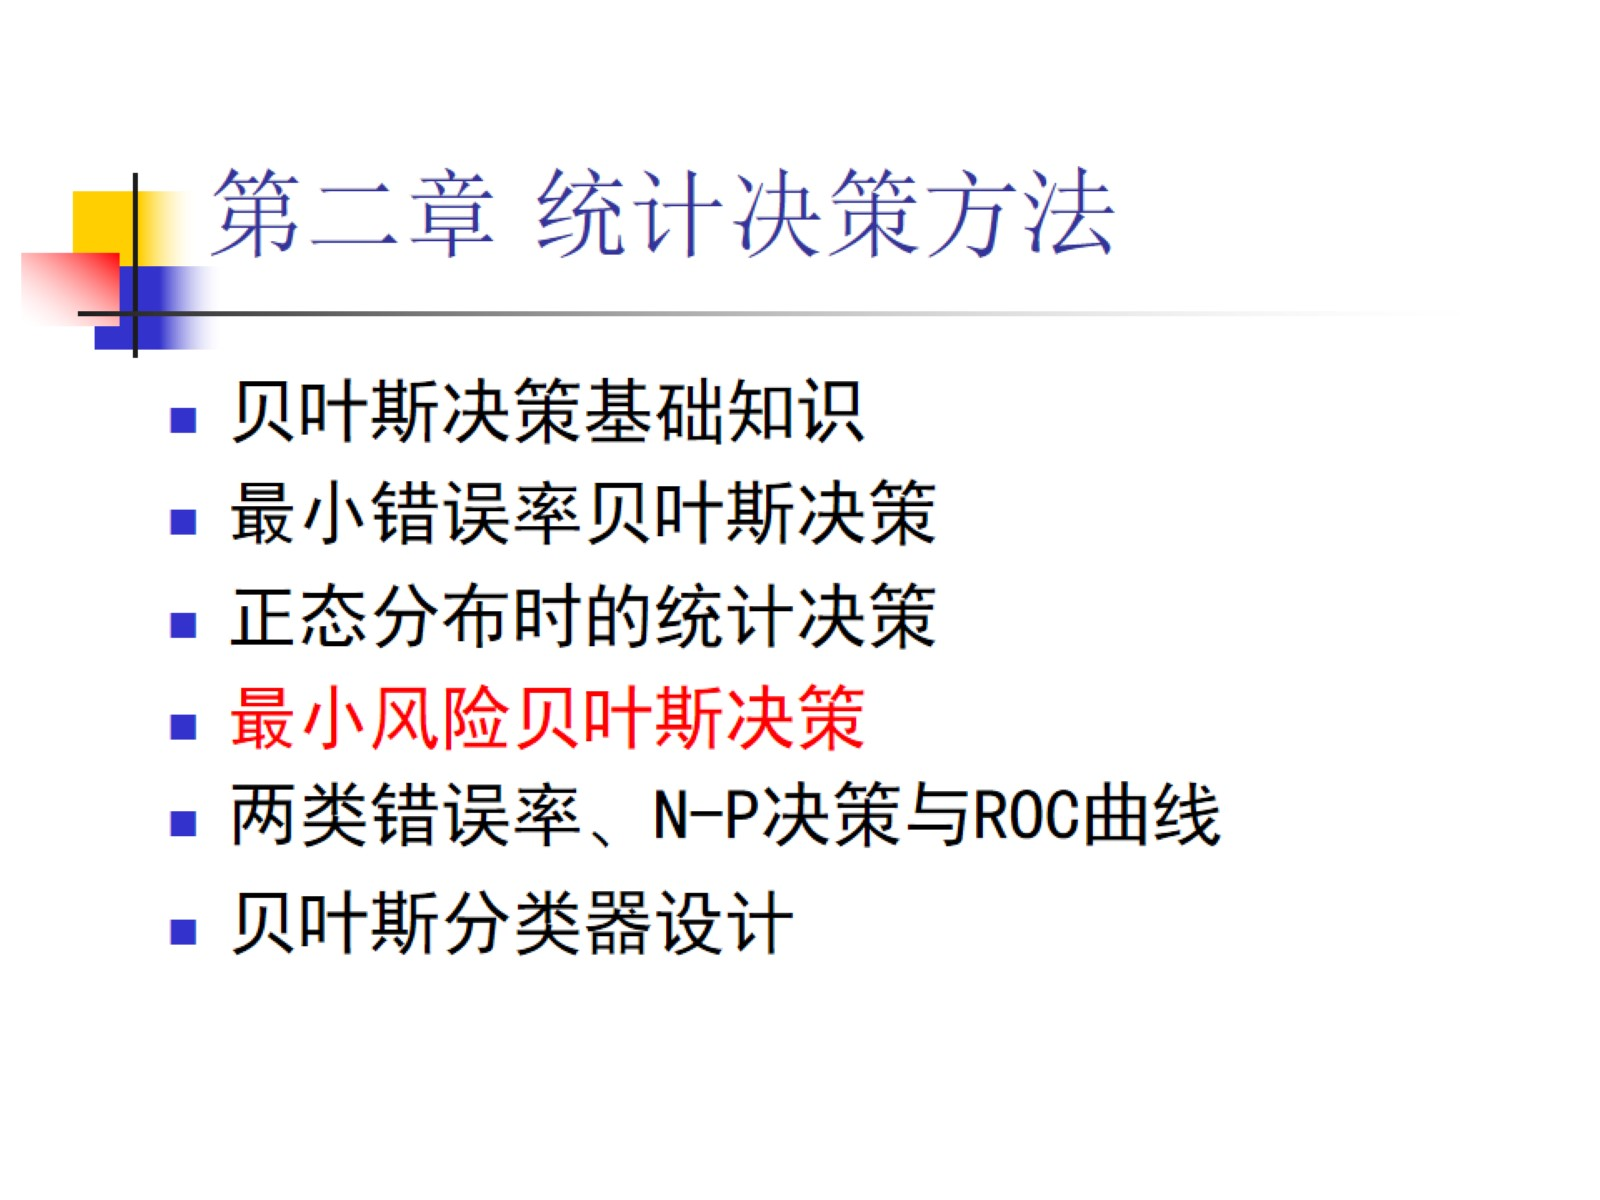 第二章 统计决策方法
贝叶斯决策基础知识
最小错误率贝叶斯决策
正态分布时的统计决策
最小风险贝叶斯决策
两类错误率、N-P决策与ROC曲线
贝叶斯分类器设计